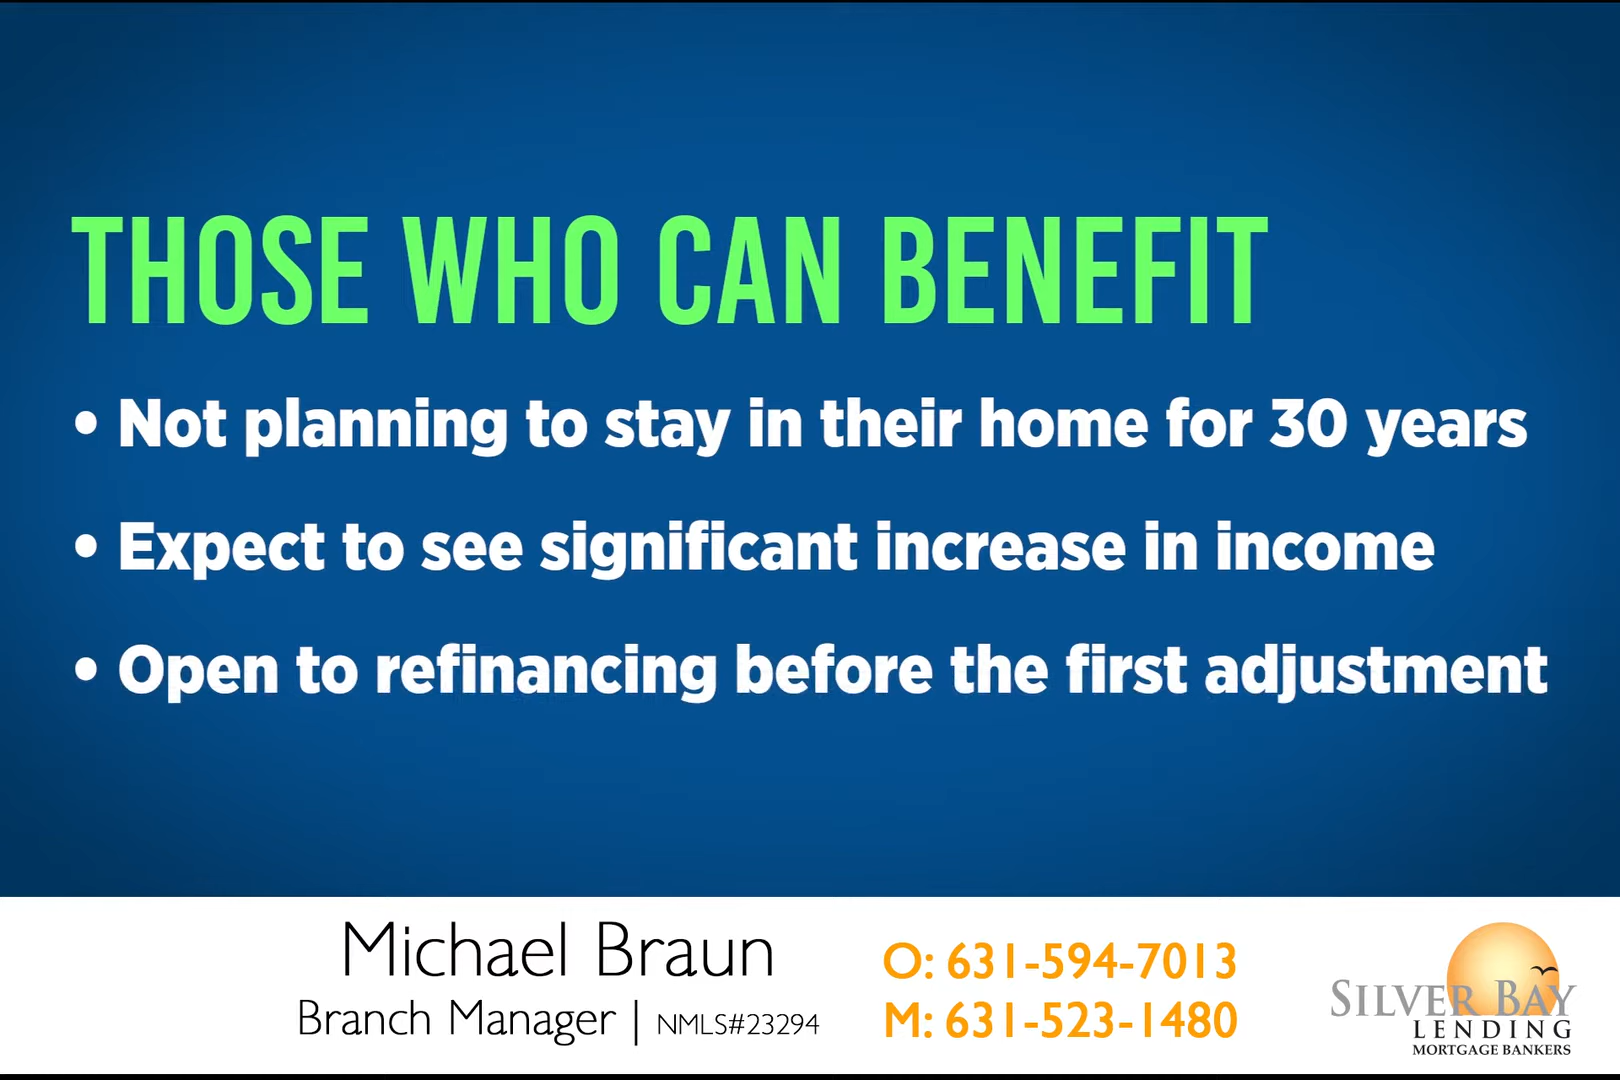 THOSE WHO CAN BENEFIT
• Not planning to stay in their home for 30 years
• Expect to see significant increase in income
• Open to refinancing before the first adjustment
Michael Braun
Branch Manager | NMLS#23294
O: 631-594-7013
M: 631-523-1480
SILVER BAY
LENDING
MORTGAGE BANKERS